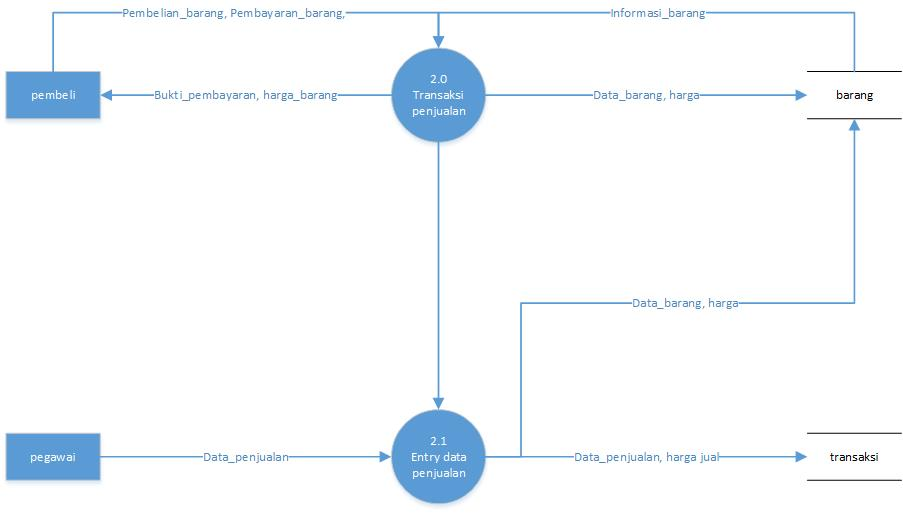 Pembelian_barang, Pembayaran_barang,
Informasi_barang
pembeli
Bukti_pembayaran, harga_barang
2.0
Transaksi
penjualan
Data_barang, harga
barang
Data_barang, harga
pegawai
Data_penjualan
2.1
Entry data
penjualan
Data_penjualan, harga jual
transaksi